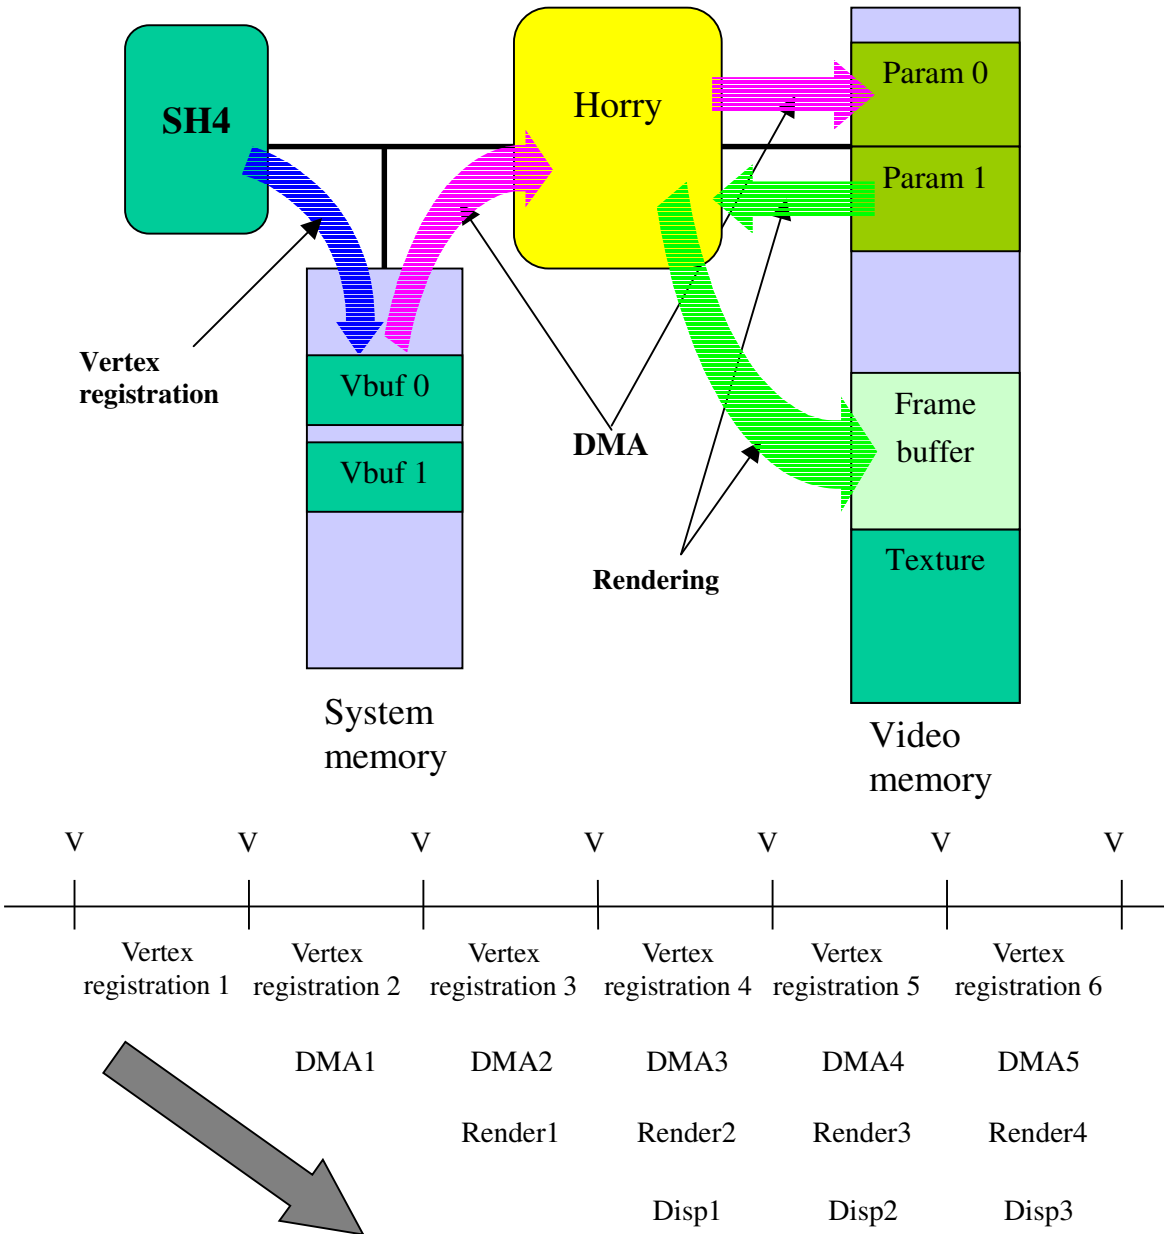 SH4
Horry
Param 0
Param 1
Vertex
registration
Vbuf 0
Vbuf 1
DMA
Frame
buffer
Rendering
Texture
System
memory
Video
memory
V V V V V V V
Vertex Vertex Vertex Vertex Vertex Vertex
registration 1 registration 2 registration 3 registration 4 registration 5 registration 6
DMA1 DMA2 DMA3 DMA4 DMA5
Render1 Render2 Render3 Render4
Disp1 Disp2 Disp3